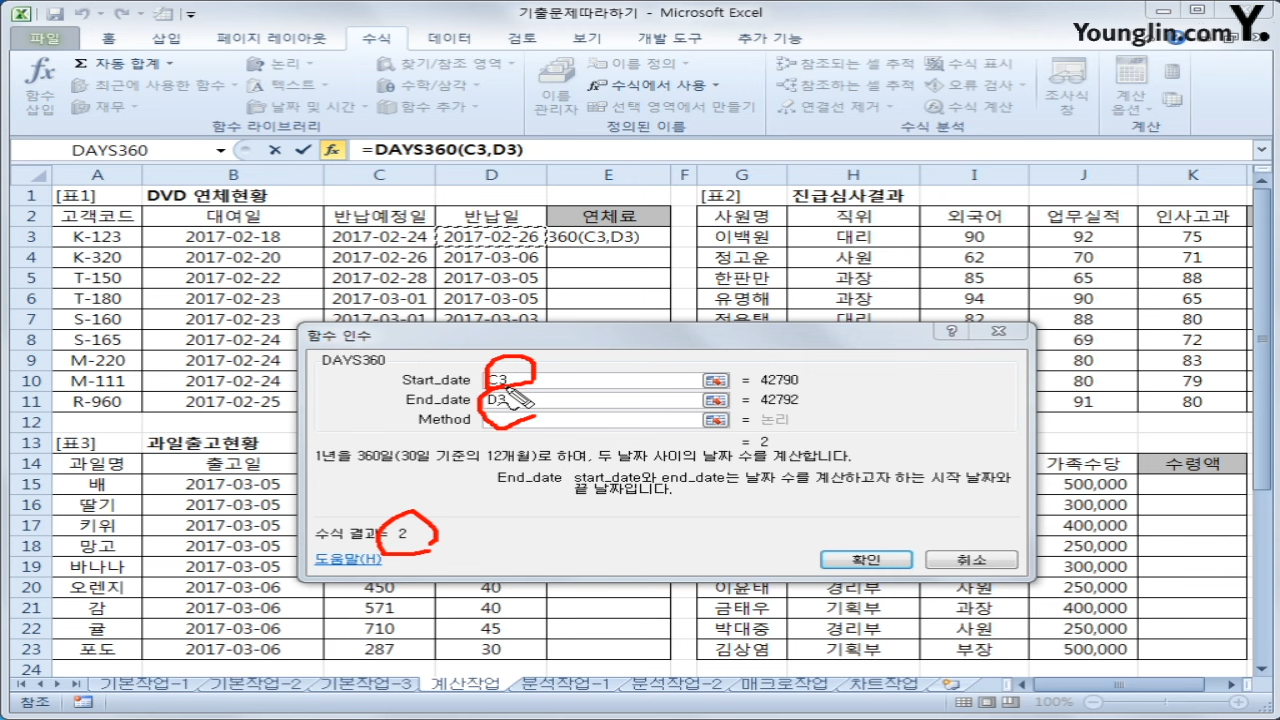 기출문제따라하기 - Microsoft Excel
Younglin.com Y.
파일 홈 삽입 페이지 레이아웃 수식 데이터 검토 보기 개발 도구 추가 기능
fx 함수 삽입
Σ 자동 합계
최근에 사용한 함수
재무
논리
텍스트
날짜 및 시간
찾기/참조 영역
수학/삼각
함수 추가
함수 라이브러리
이름 관리자
이름 정의
수식에서 사용
선택 영역에서 만들기
정의된 이름
참조되는 셀 추적
참조하는 셀 추적
연결선 제거
수식 표시
오류 검사
수식 계산
수식 분석
조사식 창
계산 옵션
계산
DAYS360 fx =DAYS360(C3,D3)
A B C D E F G H I J K
1 [표1] DVD 연체현황 [표2] 진급심사결과
2 고객코드 대여일 반납예정일 반납일 연체료 사원명 직위 외국어 업무실적 인사고과
3 K-123 2017-02-18 2017-02-24 2017-02-26 360(C3,D3) 이백원 대리 90 92 75
4 K-320 2017-02-20 2017-02-26 2017-03-06 정고운 사원 62 70 71
5 T-150 2017-02-22 2017-02-28 2017-03-05 한판만 과장 85 65 88
6 T-180 2017-02-23 2017-03-01 2017-03-05 유명해 과장 94 90 65
7 S-160 2017-02-23 2017-03-01 2017-03-03 대리 82 88 80
8 S-165 2017-02-24 69 72
9 M-220 2017-02-24 80 83
10 M-111 2017-02-24 80 79
11 R-960 2017-02-25 91 80
12
13 [표3] 과일출고현황
14 과일명 출고일 가족수당 수령액
15 배 2017-03-05 500,000
16 딸기 2017-03-05 300,000
17 키위 2017-03-05 400,000
18 망고 2017-03-05 250,000
19 바나나 2017-03-05 300,000
20 오렌지 2017-03-06 450 40 이윤태 경리부 사원 250,000
21 감 2017-03-06 571 40 금태우 기획부 과장 400,000
22 귤 2017-03-06 710 45 박대중 경리부 사원 250,000
23 포도 2017-03-06 287 30 김상염 기획부 부장 500,000
24
함수 인수
DAYS360
Start_date C3 = 42790
End_date D3 = 42792
Method = 논리
= 2
1년을 360일(30일 기준의 12개월)로 하여, 두 날짜 사이의 날짜 수를 계산합니다.
End_date start_date와 end_date는 날짜 수를 계산하고자 하는 시작 날짜와
끝 날짜입니다.
수식 결과= 2
도움말(H) 확인 취소
기본작업-1 기본작업-2 기본작업-3 계산작업 분석작업-1 분석작업-2 매크로작업 차트작업
참조 100%